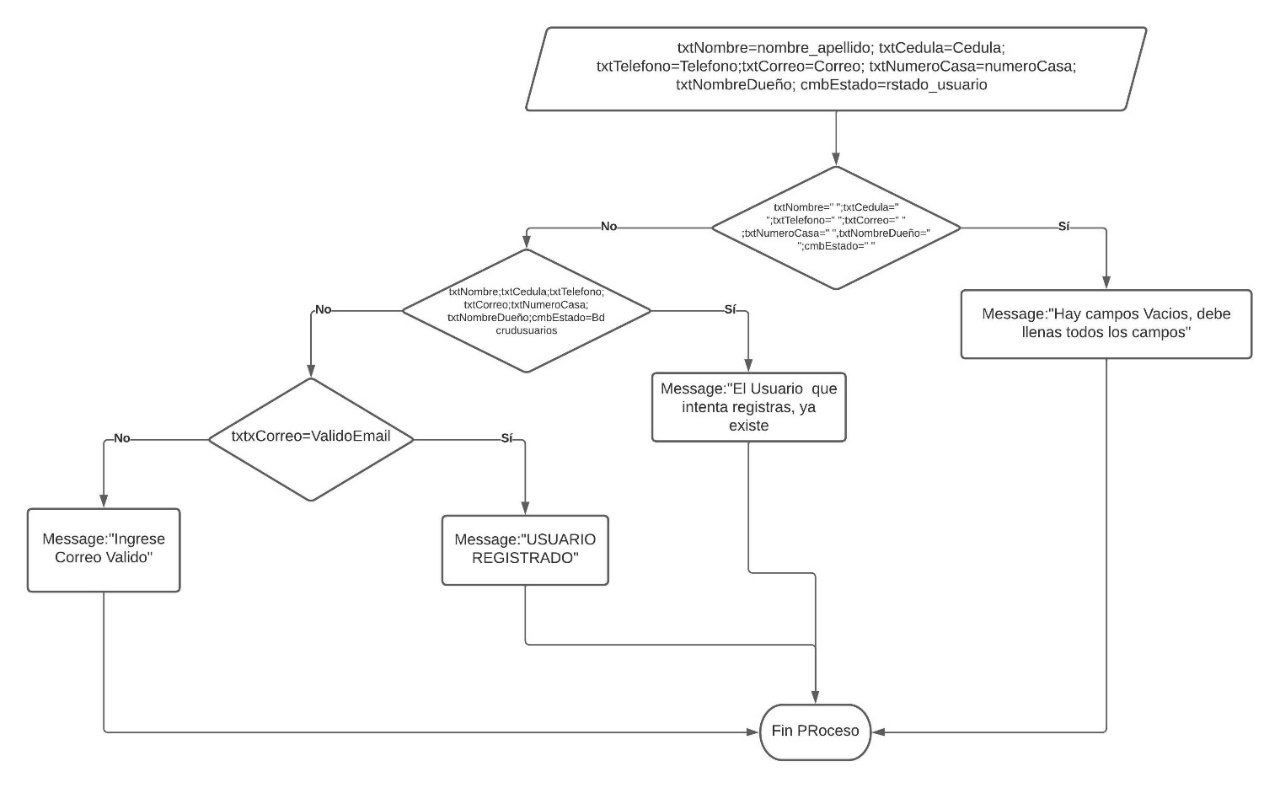 txtNombre=nombre_apellido; txtCedula=Cedula;
txtTelefono=Telefono;txtCorreo=Correo; txtNumeroCasa=numeroCasa;
txtNombreDueño; cmbEstado=rstado_usuario
txtNombre=" ";txtCedula="
";txtTelefono=" ";txtCorreo=" "
;txtNumeroCasa=" ",txtNombreDueño="
";cmbEstado=" "
No
Sí
txtNombre;txtCedula;txtTelefono;
txtCorreo;txtNumeroCasa;
txtNombreDueño;cmbEstado=Bd
crudusuarios
No
Sí
Message:"Hay campos Vacios, debe
llenas todos los campos"
Message:"El Usuario  que
intenta registras, ya
existe
txtxCorreo=ValidoEmail
No
Sí
Message:"Ingrese
Correo Valido"
Message:"USUARIO
REGISTRADO"
Fin PRoceso